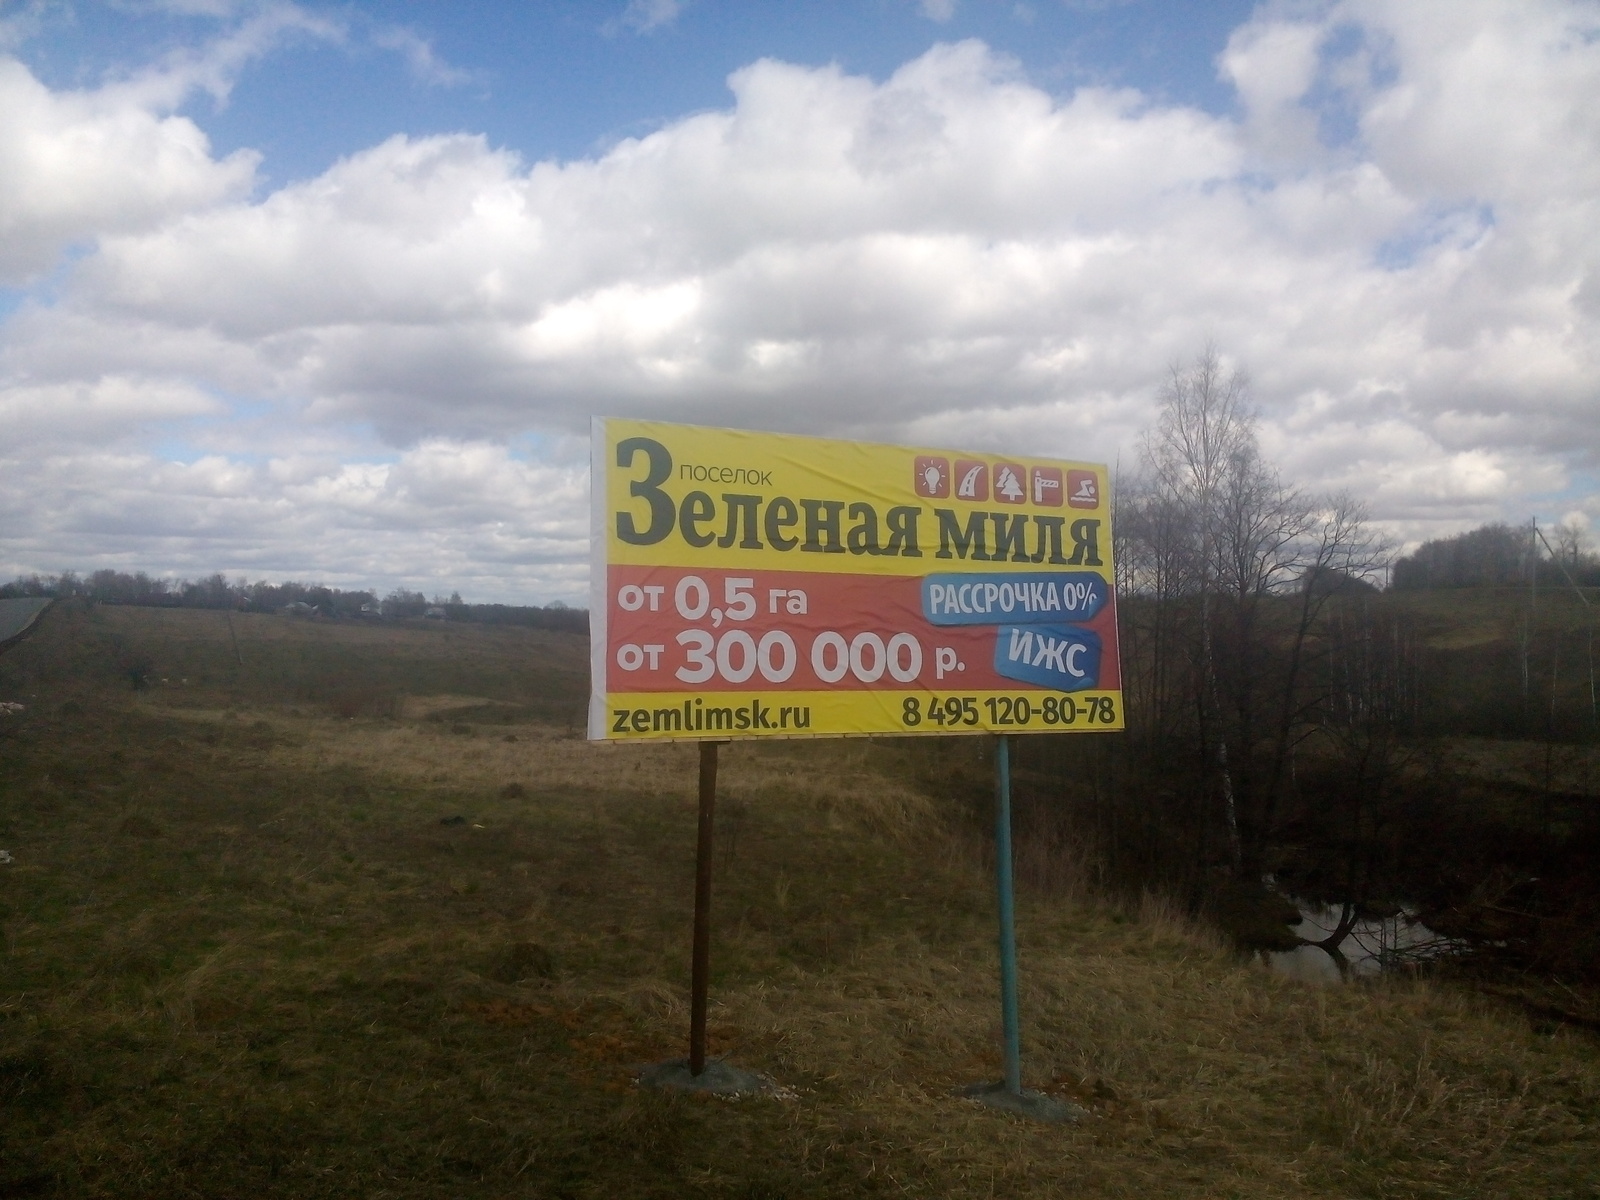 поселок
Зеленая миля
от 0,5 га
РАССРОЧКА 0%
от 300 000 р.
ИЖС
zemlimsk.ru
8 495 120-80-78